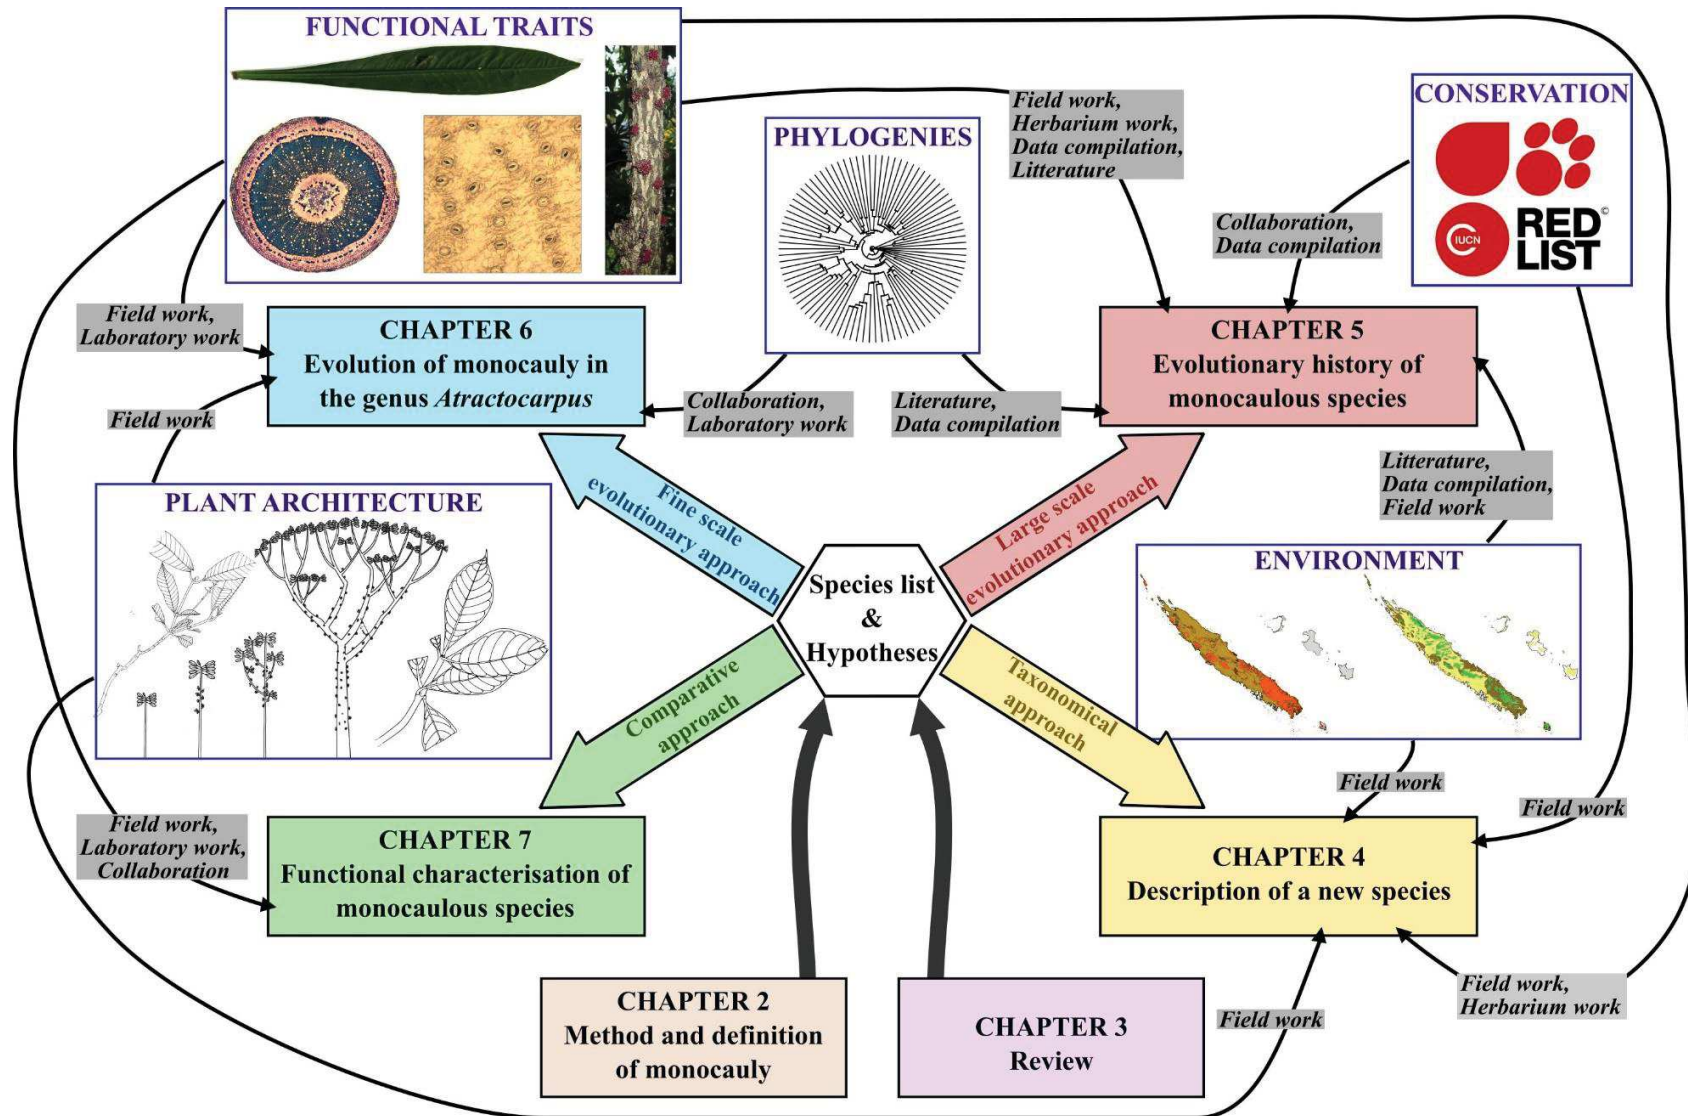 FUNCTIONAL TRAITS
Field work,
Herbarium work,
Data compilation,
Litterature
PHYLOGENIES
CONSERVATION
IUCN
RED©
LIST
Collaboration,
Data compilation
Field work,
Laboratory work
CHAPTER 6
Evolution of monocauly in
the genus Atractocarpus
CHAPTER 5
Evolutionary history of
monocaulous species
Field work
Collaboration,
Laboratory work
Literature,
Data compilation
Litterature,
Data compilation,
Field work
PLANT ARCHITECTURE
Fine scale
evolutionary approach
Large scale
evolutionary approach
ENVIRONMENT
Species list
&
Hypotheses
Comparative
approach
Taxonomical
approach
Field work
Field work
Field work,
Laboratory work,
Collaboration
CHAPTER 7
Functional characterisation of
monocaulous species
CHAPTER 4
Description of a new species
CHAPTER 2
Method and definition
of monocauly
CHAPTER 3
Review
Field work
Field work,
Herbarium work